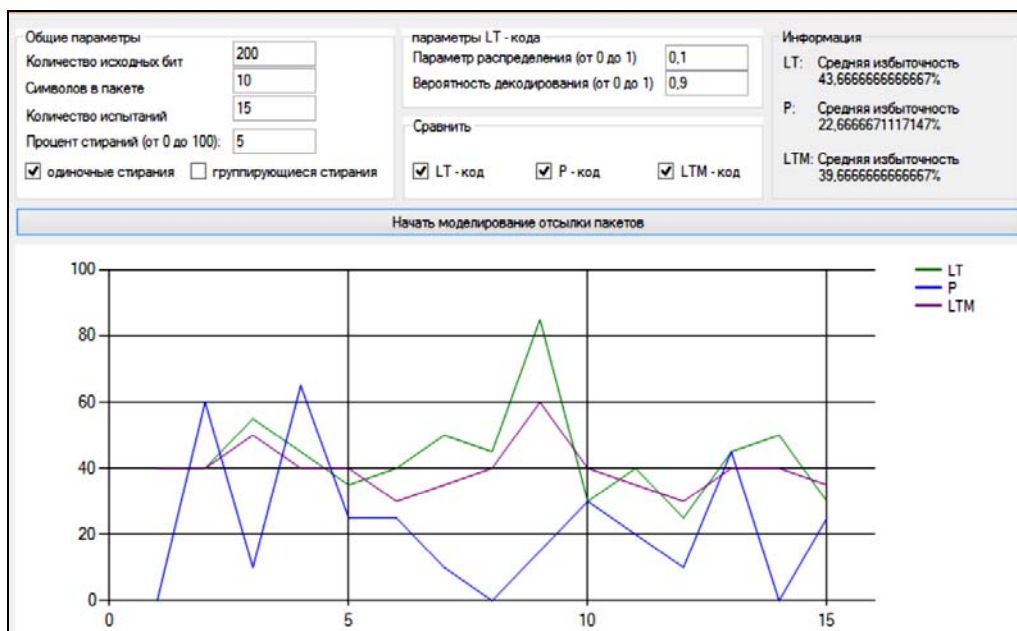 Общие параметры
Количество исходных бит 200
Символов в пакете 10
Количество испытаний 15
Процент стираний (от 0 до 100): 5
одиночные стирания группирующиеся стирания
параметры LT - кода
Параметр распределения (от 0 до 1) 0,1
Вероятность декодирования (от 0 до 1) 0,9
Сравнить
LT - код P - код LTM - код
Информация
LT: Средняя избыточность
43,6666666666667%
P: Средняя избыточность
22,6666671117147%
LTM: Средняя избыточность
39,6666666666667%
Начать моделирование отсылки пакетов
100
80
60
40
20
0
0 5 10 15
LT
P
LTM